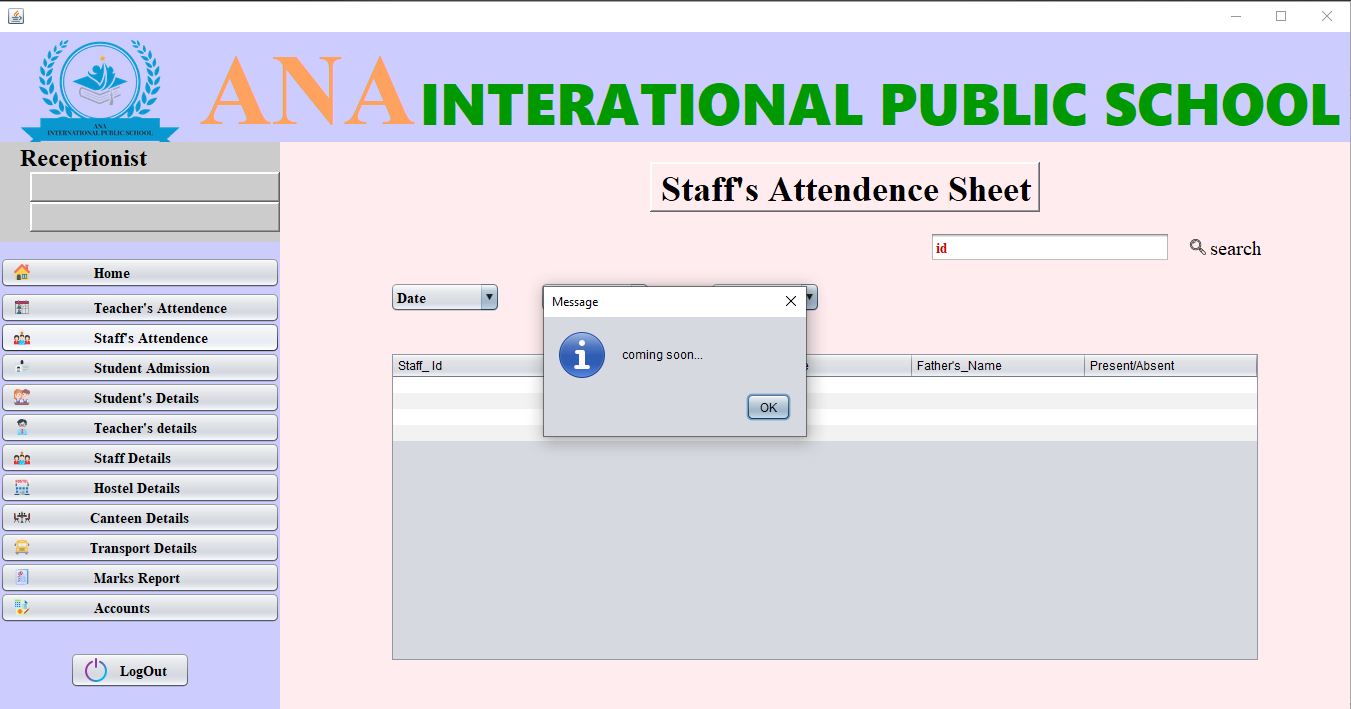 ANA INTERATIONAL PUBLIC SCHOOL
ANA
INTERNATIONAL PUBLIC SCHOOL
Receptionist
Home
Teacher's Attendence
Staff's Attendence
Student Admission
Student's Details
Teacher's details
Staff Details
Hostel Details
Canteen Details
Transport Details
Marks Report
Accounts
LogOut
Staff's Attendence Sheet
id search
Date
Staff_ Id Father's_Name Present/Absent
Message
coming soon...
OK